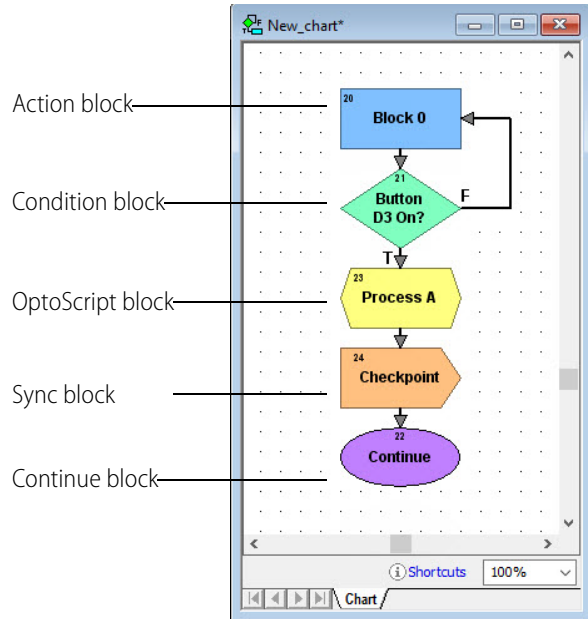 New_chart*
Action block
20
Block 0
Condition block
21
Button
D3 On?
F
T
OptoScript block
23
Process A
24
Checkpoint
Sync block
22
Continue
Continue block
Shortcuts
100%
Chart